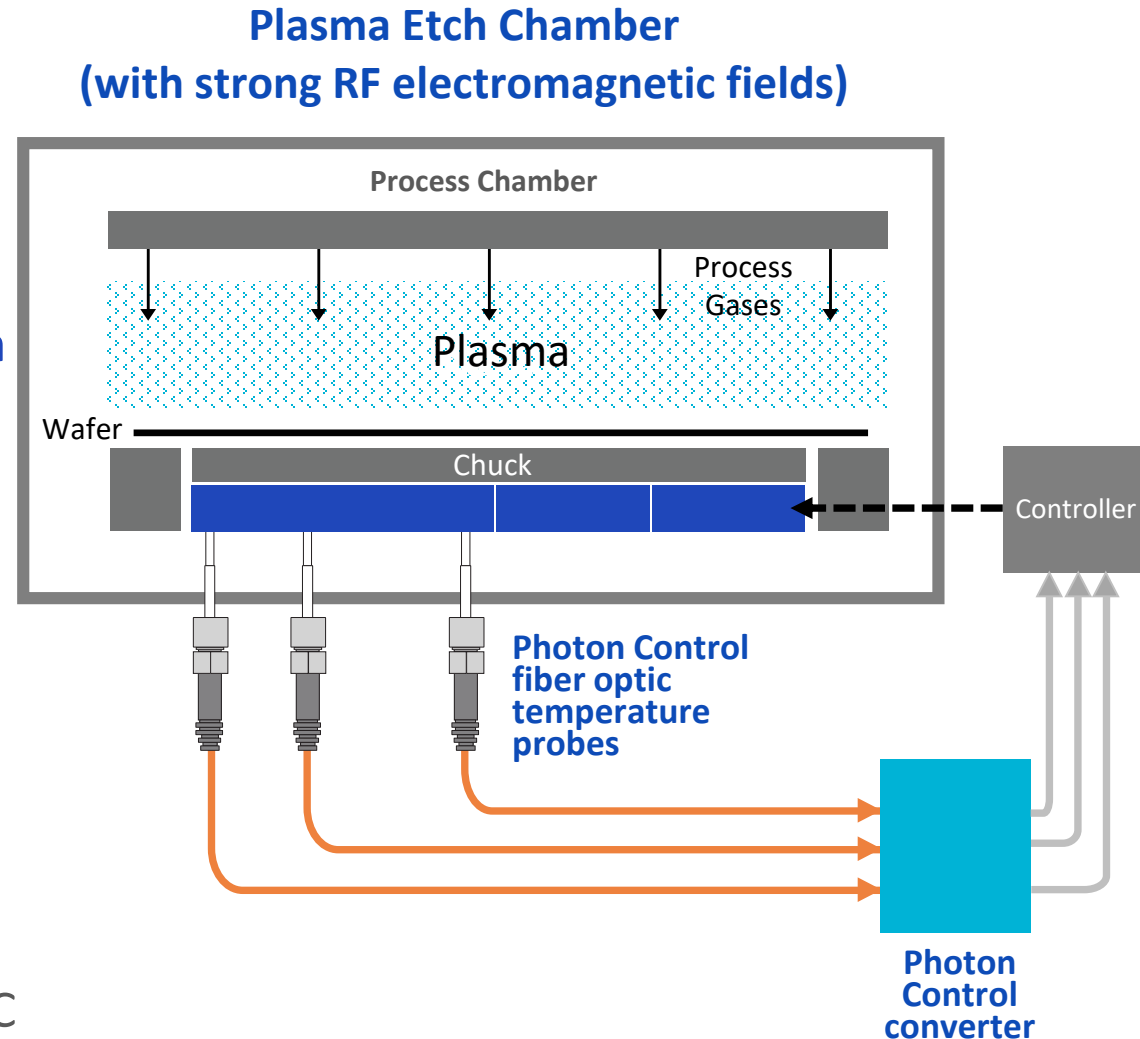 Plasma Etch Chamber
(with strong RF electromagnetic fields)
Process Chamber
Process
Gases
Plasma
Wafer
Chuck
Controller
Photon Control
fiber optic
temperature
probes
Photon
Control
converter
C